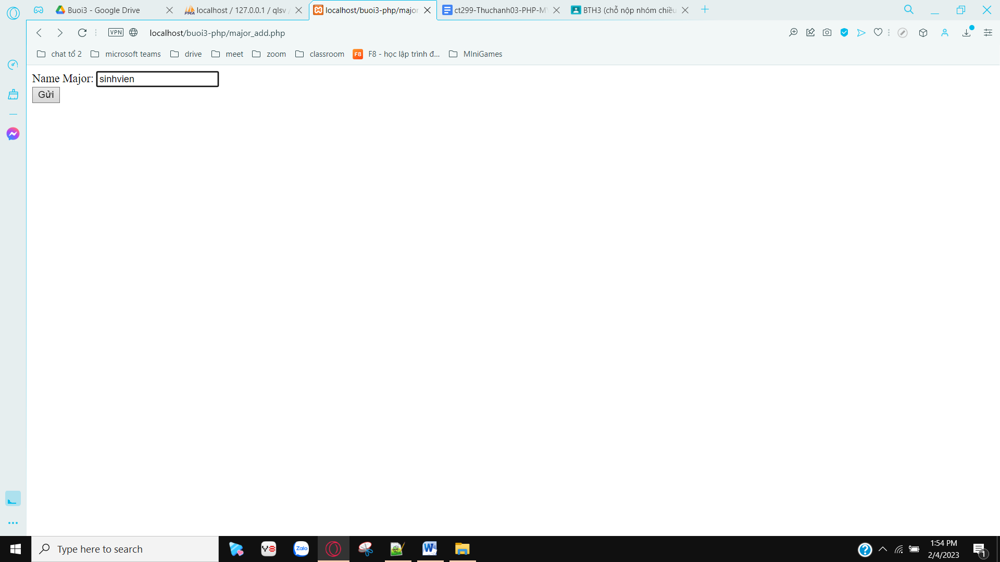 Buoi3 - Google Drive
PMA localhost / 127.0.0.1 / qlsv /
localhost/buoi3-php/major
ct299-Thuchanh03-PHP-MY
BTH3 (chỗ nộp nhóm chiều
VPN localhost/buoi3-php/major_add.php
chat tổ 2 microsoft teams drive meet zoom classroom F8 F8 - học lập trình đ... MIniGames
Name Major: sinhvien
Gửi
Type here to search
Zalo
W
1:54 PM
2/4/2023
1